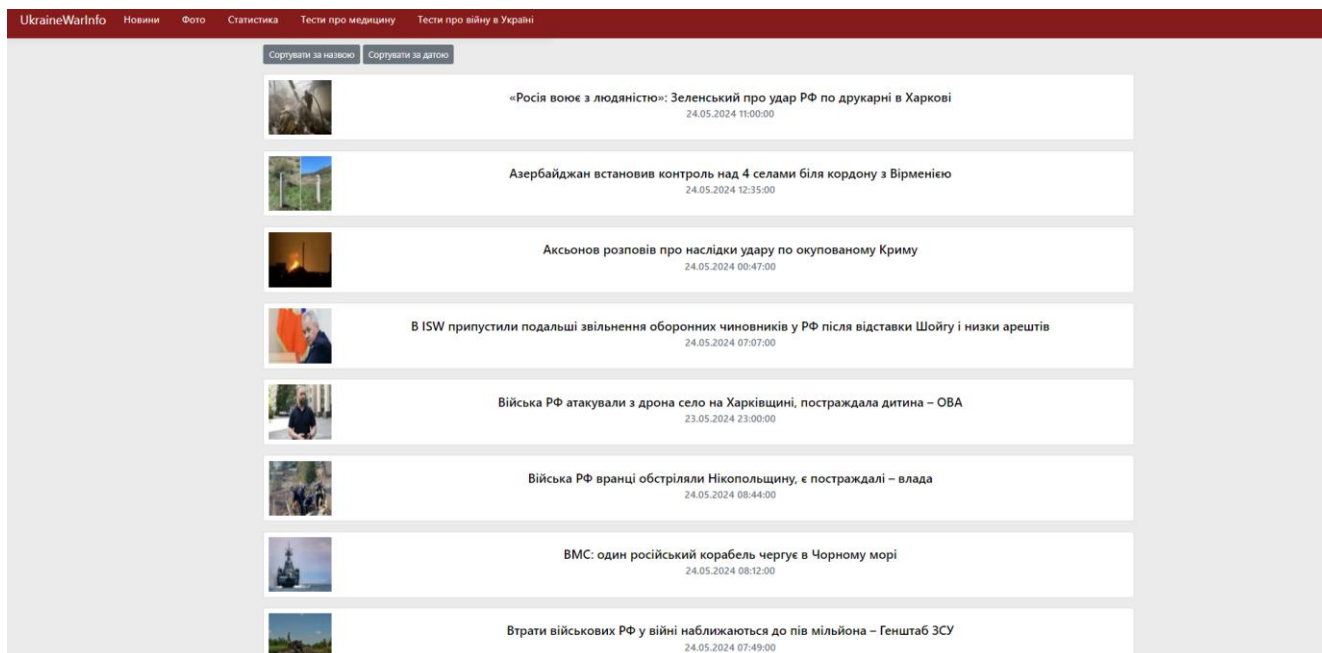 UkraineWarInfo Новини Фото Статистика Тести про медицину Тести про війну в Україні
Сортувати за назвою Сортувати за датою
«Росія воює з людяністю»: Зеленський про удар РФ по друкарні в Харкові
24.05.2024 11:00:00
Азербайджан встановив контроль над 4 селами біля кордону з Вірменією
24.05.2024 12:35:00
Аксьонов розповів про наслідки удару по окупованому Криму
24.05.2024 00:47:00
В ISW припустили подальші звільнення оборонних чиновників у РФ після відставки Шойгу і низки арештів
24.05.2024 07:07:00
Війська РФ атакували з дрона село на Харківщині, постраждала дитина – ОВА
23.05.2024 23:00:00
Війська РФ вранці обстріляли Нікопольщину, є постраждалі – влада
24.05.2024 08:44:00
ВМС: один російський корабель чергує в Чорному морі
24.05.2024 08:12:00
Втрати військових РФ у війні наближаються до пів мільйона – Генштаб ЗСУ
24.05.2024 07:49:00